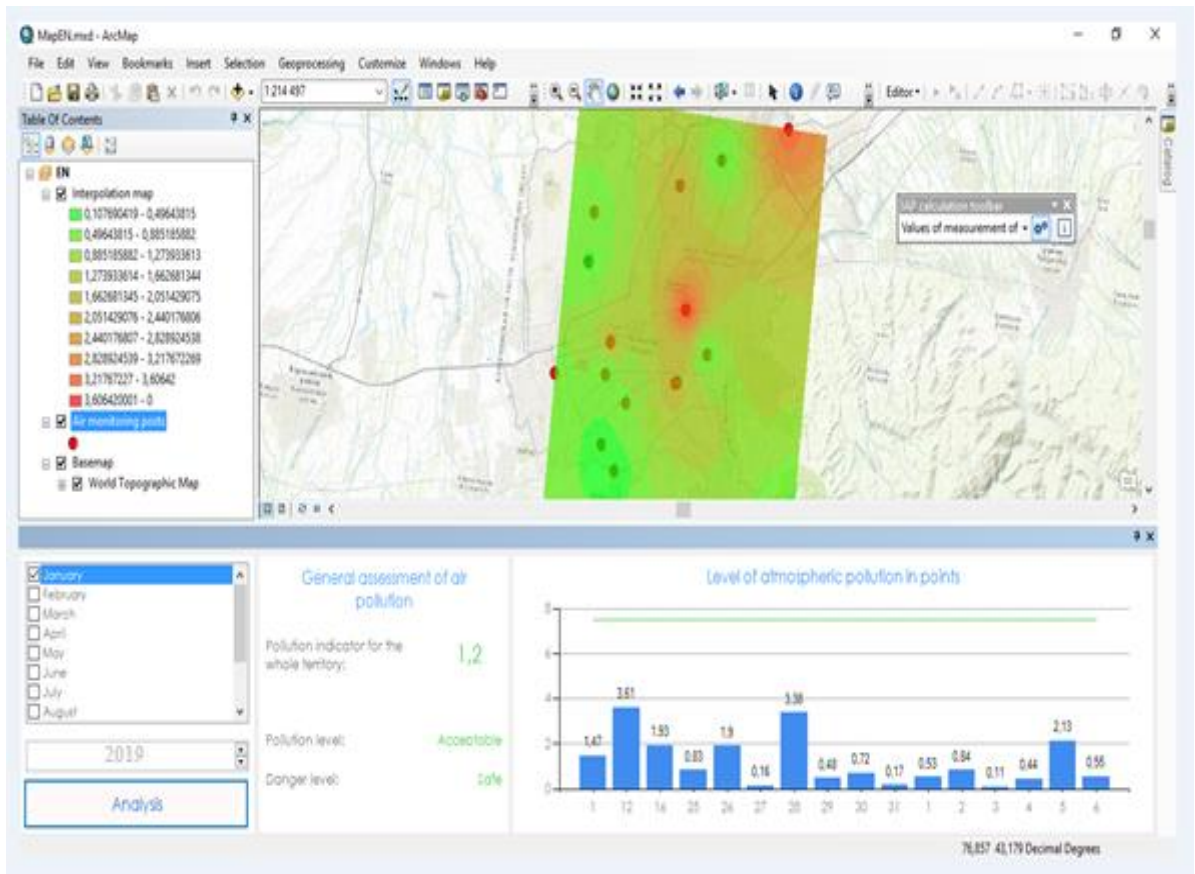 MapEN.mxd - ArcMap
File Edit View Bookmarks Insert Selection Geoprocessing Customize Windows Help
1:214 497
Editor
Table Of Contents
EN
Interpolation map
0,107690419 - 0,49643815
0,49643815 - 0,885185882
0,885185882 - 1,273933613
1,273933614 - 1,662681344
1,662681345 - 2,051429075
2,051429076 - 2,440176806
2,440176807 - 2,828924538
2,828924539 - 3,217672269
3,21767227 - 3,60642
3,606420001 - 0
Air monitoring posts
Basemap
World Topographic Map
IAP calculation toolbar
Values of measurement of
Catalog
January
February
March
April
May
June
July
August
2019
Analysis
General assessment of air
pollution
Pollution indicator for the
whole territory:
1,2
Pollution level: Acceptable
Danger level: Safe
Level of atmospheric pollution in points
8
6
4
2
0
1,47 3,61 1,93 0,83 1,9 0,16 3,38 0,48 0,72 0,17 0,53 0,84 0,11 0,44 2,13 0,56
1 12 16 25 26 27 28 29 30 31 1 2 3 4 5 6
76,857 43,179 Decimal Degrees